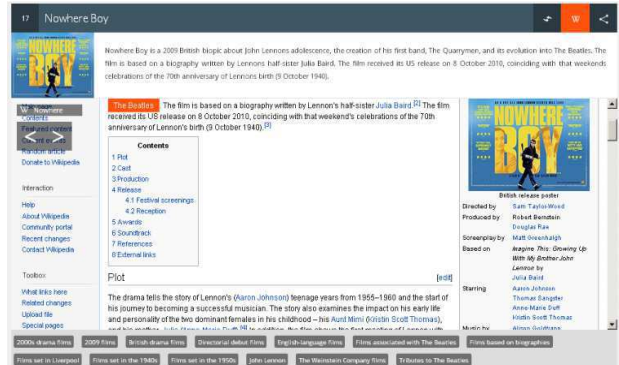 17 Nowhere Boy
W
NOWHERE
BOY
Nowhere Boy is a 2009 British biopic about John Lennons adolescence, the creation of his first band, The Quarrymen, and its evolution into The Beatles. The
film is based on a biography written by Lennons half-sister Julia Baird. The film received its US release on 8 October 2010, coinciding with that weekends
celebrations of the 70th anniversary of Lennons birth (9 October 1940).
W Nowhere
Contents
Featured content
Random article
Donate to Wikipedia
Interaction
Help
About Wikipedia
Community portal
Recent changes
Contact Wikipedia
Toolbox
What links here
Related changes
Upload file
Special pages
The Beatles The film is based on a biography written by Lennon's half-sister Julia Baird.[2] The film
received its US release on 8 October 2010, coinciding with that weekend's celebrations of the 70th
anniversary of Lennon's birth (9 October 1940).[3]
Contents
1 Plot
2 Cast
3 Production
4 Release
4.1 Festival screenings
4.2 Reception
5 Awards
6 Soundtrack
7 References
8 External links
Plot [edit]
The drama tells the story of Lennon's (Aaron Johnson) teenage years from 1955–1960 and the start of
his journey to becoming a successful musician. The story also examines the impact on his early life
and personality of the two dominant females in his childhood – his Aunt Mimi (Kristin Scott Thomas),
NOWHERE
BOY
British release poster
Directed by Sam Taylor-Wood
Produced by Robert Bernstein
Douglas Rae
Screenplay by Matt Greenhalgh
Based on Imagine This: Growing Up
With My Brother John
Lennon by
Julia Baird
Starring Aaron Johnson
Thomas Sangster
Anne-Marie Duff
Kristin Scott Thomas
Music by Alison Goldfrapp
2000s drama films 2009 films British drama films Directorial debut films English-language films Films associated with The Beatles Films based on biographies
Films set in Liverpool Films set in the 1940s Films set in the 1950s John Lennon The Weinstein Company films Tributes to The Beatles